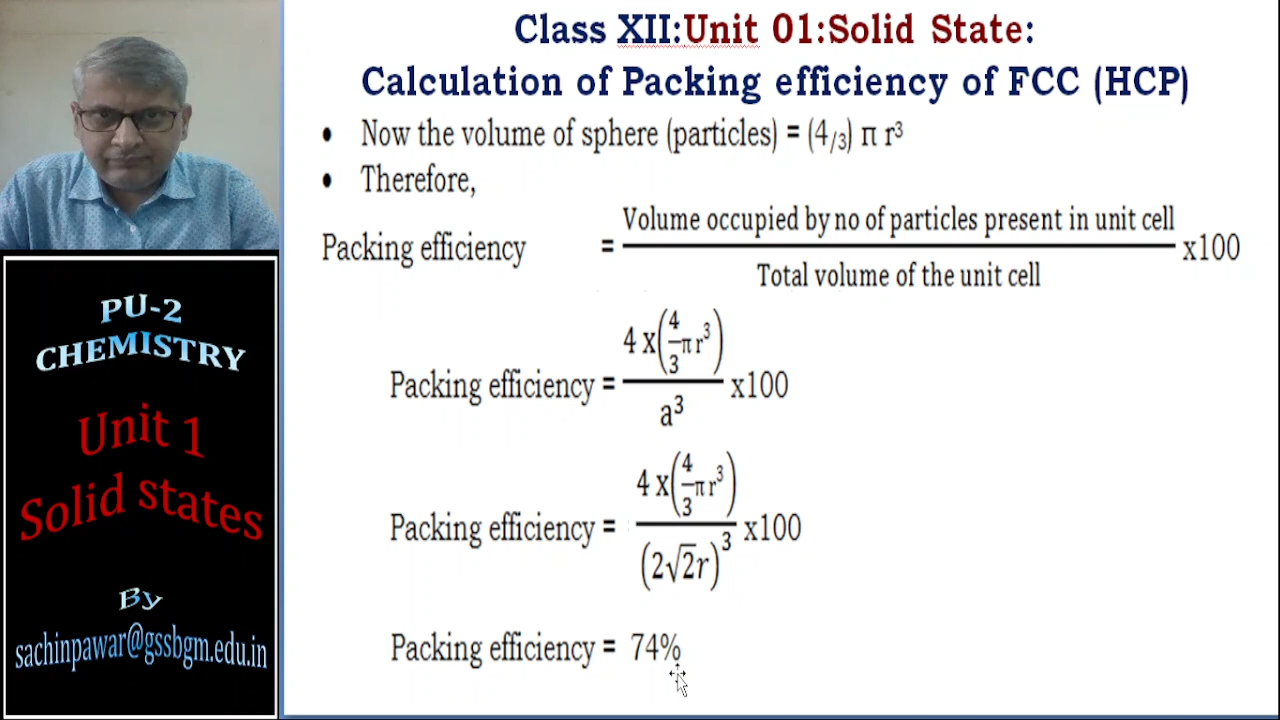 Class XII:Unit 01:Solid State:
Calculation of Packing efficiency of FCC (HCP)
• Now the volume of sphere (particles) = (4/3) π r³
• Therefore,
Packing efficiency = Volume occupied by no of particles present in unit cell / Total volume of the unit cell x100
Packing efficiency = 4 x(4/3 π r³) / a³ x100
Packing efficiency = 4 x(4/3 π r³) / (2√2r)³ x100
Packing efficiency = 74%
PU-2
CHEMISTRY
Unit 1
Solid states
By
sachinpawar@gssbgm.edu.in